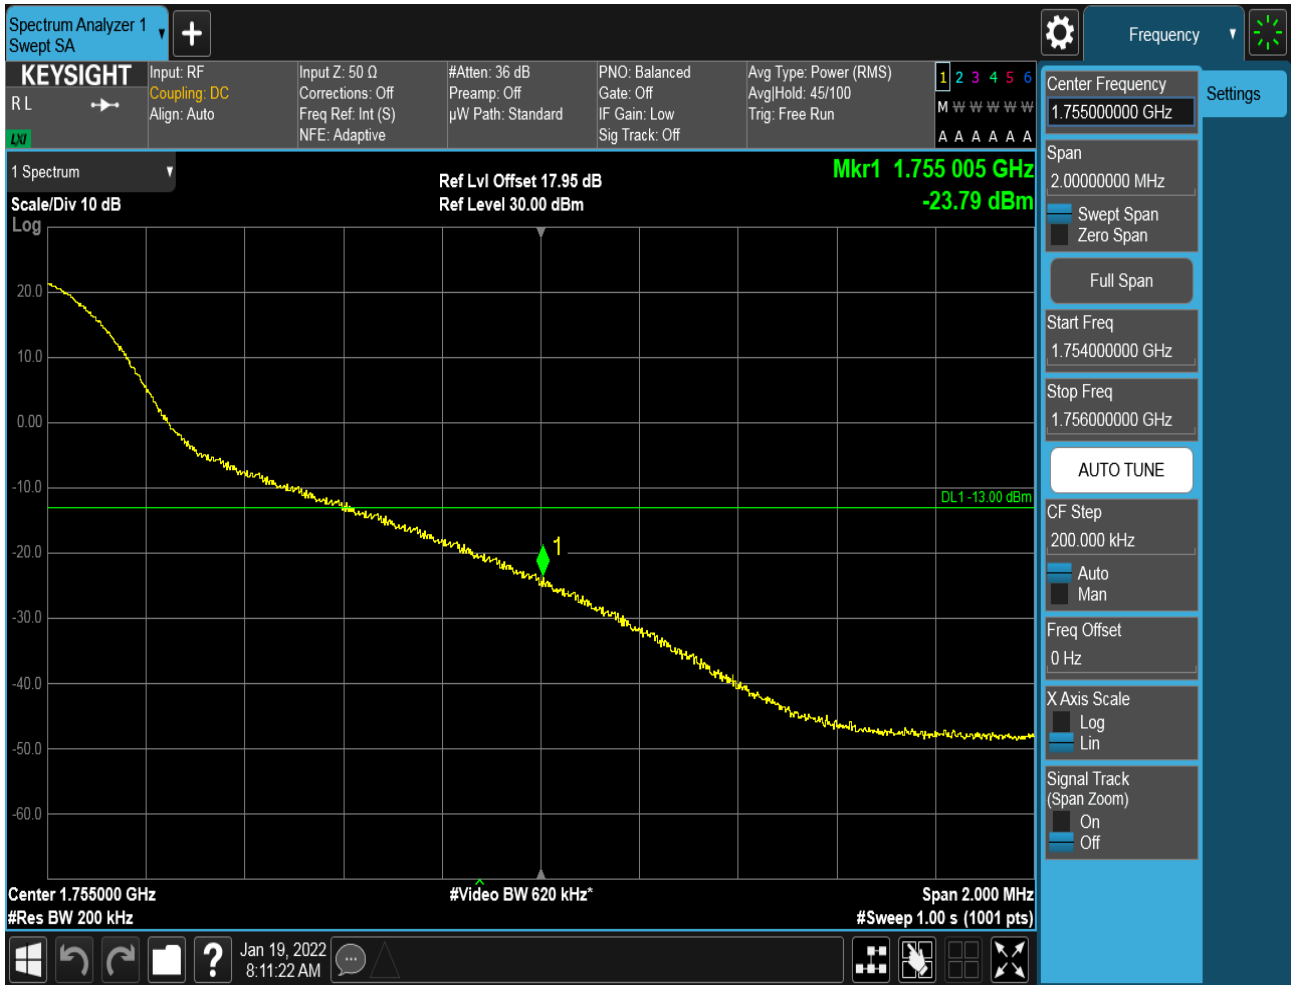 Spectrum Analyzer 1
Swept SA
Frequency
KEYSIGHT
R L
LXI
Input: RF
Coupling: DC
Align: Auto
Input Z: 50 Ω
Corrections: Off
Freq Ref: Int (S)
NFE: Adaptive
#Atten: 36 dB
Preamp: Off
µW Path: Standard
PNO: Balanced
Gate: Off
IF Gain: Low
Sig Track: Off
Avg Type: Power (RMS)
Avg|Hold: 45/100
Trig: Free Run
1 2 3 4 5 6
M W W W W W
A A A A A A
1 Spectrum
Scale/Div 10 dB
Log
Ref Lvl Offset 17.95 dB
Ref Level 30.00 dBm
Mkr1 1.755 005 GHz
-23.79 dBm
20.0
10.0
0.00
-10.0
-20.0
-30.0
-40.0
-50.0
-60.0
DL1 -13.00 dBm
1
Center 1.755000 GHz
#Res BW 200 kHz
#Video BW 620 kHz*
Span 2.000 MHz
#Sweep 1.00 s (1001 pts)
?
Jan 19, 2022
8:11:22 AM
Center Frequency
1.755000000 GHz
Settings
Span
2.00000000 MHz
Swept Span
Zero Span
Full Span
Start Freq
1.754000000 GHz
Stop Freq
1.756000000 GHz
AUTO TUNE
CF Step
200.000 kHz
Auto
Man
Freq Offset
0 Hz
X Axis Scale
Log
Lin
Signal Track
(Span Zoom)
On
Off